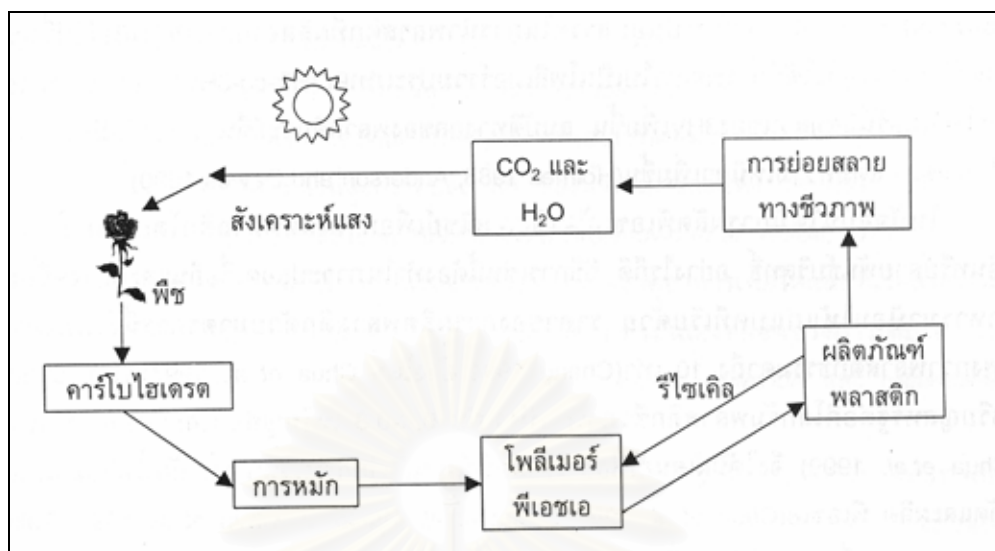 CO₂ และ
H₂O
การย่อยสลาย
ทางชีวภาพ
สังเคราะห์แสง
พืช
คาร์โบไฮเดรต
รีไซเคิล
ผลิตภัณฑ์
พลาสติก
การหมัก
โพลีเมอร์
พีเอชเอ